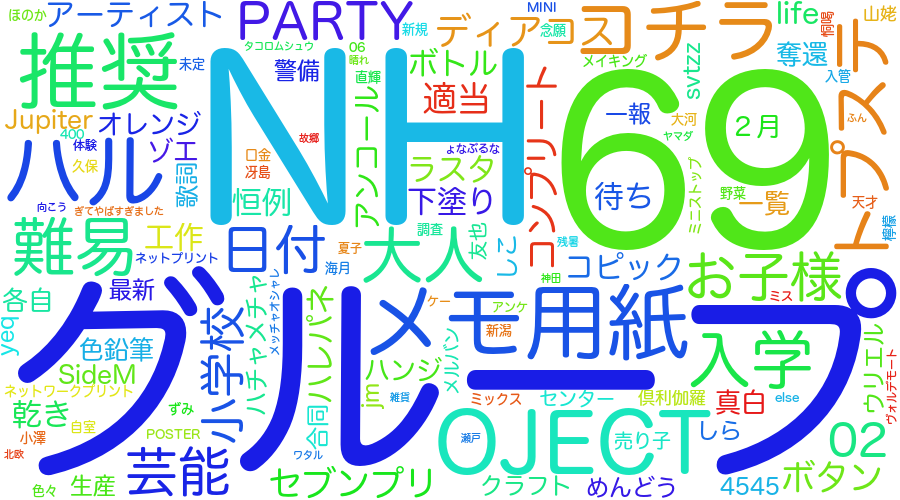 ほのか
アーティスト
PARTY
新規
MINI
念願
ディアコス
コチラ
life
山姥
恫喝
推奨
タコロムシュウ
06
晴れ
直輝
未定
警備
ボトル
メイキング
svtzz
奪還
入管
ステ
Jupiter
400
オレンジ
NH
適当
69
一報
大河
2月
ふん
体験
ゾエ
故郷
アンコール
ょなぶるな
コンプリート
ヤマダ
ハル
久保
歌詞
口金
冴島
ラスタ
待ち
ミニストップ
野菜
一覧
天才
トプステ
向こう
ぎてやばすぎました
恒例
下塗り
檸檬
難易
工作
日付
夏子
大人
調査
友也
しこ
残暑
ネットプリント
海月
神田
コピック
お子様
各自
最新
ハチャメチャ
メッチャオシャレ
ハレパネ
ケー
アンケ
メモ用紙
ミス
グループ
yeq
色鉛筆
小学校
新潟
メルパン
入学
ウリエル
SideM
ハンジ
ネットワークプリント
jm
雑貨
ミックス
センター
倶利伽羅
真白
else
ヴォルデモート
乾き
ずみ
合同
OJECT
自室
小澤
POSTER
瀬戸
売り子
しら
02
北欧
芸能
ワタル
色々
生産
セブンプリ
クラフト
めんどう
4545
ボタン